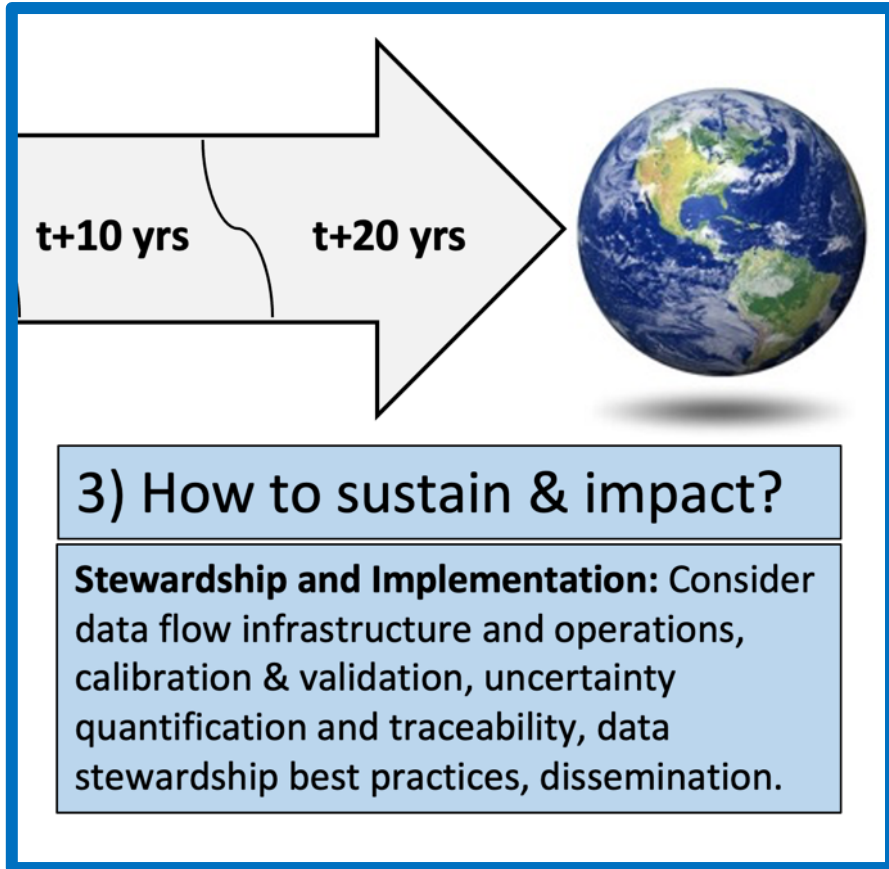 t+10 yrs
t+20 yrs
3) How to sustain & impact?
Stewardship and Implementation: Consider
data flow infrastructure and operations,
calibration & validation, uncertainty
quantification and traceability, data
stewardship best practices, dissemination.